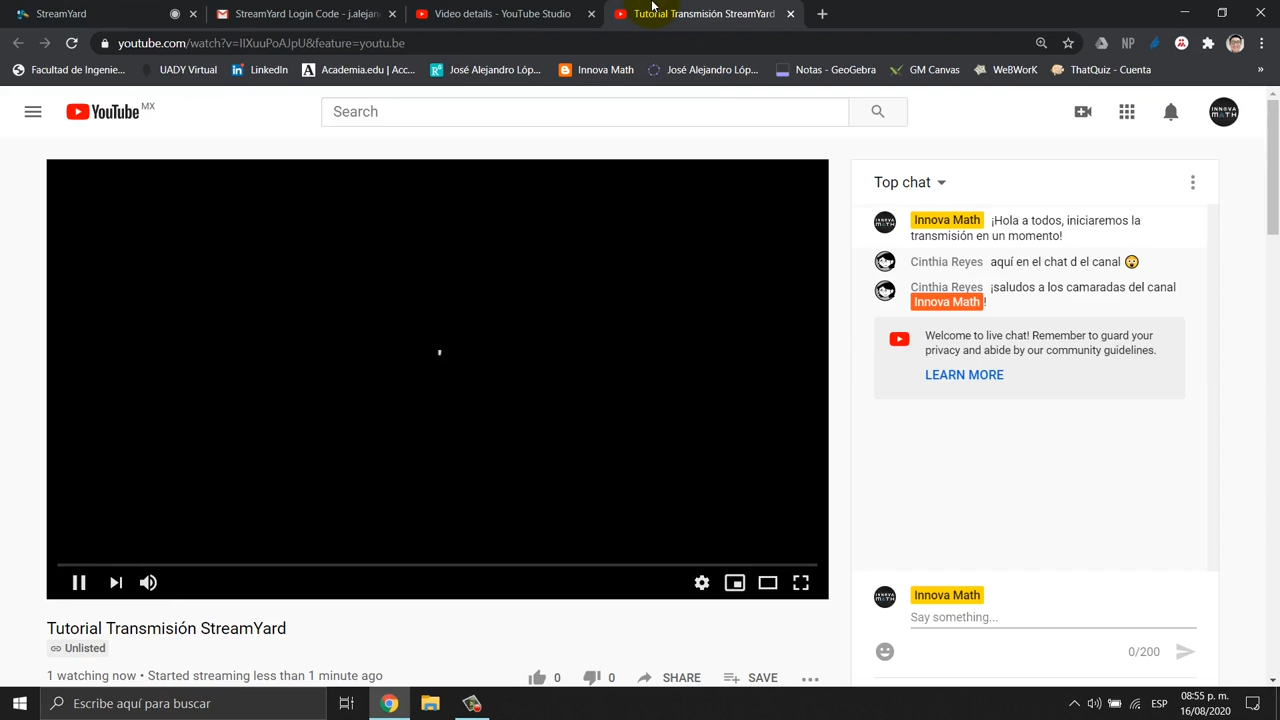 StreamYard
StreamYard Login Code - j.alejan
Video details - YouTube Studio
Tutorial Transmisión StreamYard
youtube.com/watch?v=IIXuuPoAJpU&feature=youtu.be
NP
Facultad de Ingenie...
UADY Virtual
LinkedIn
Academia.edu | Acc...
José Alejandro Lóp...
Innova Math
José Alejandro Lóp...
Notas - GeoGebra
GM Canvas
WeBWorK
ThatQuiz - Cuenta
YouTube MX
Search
Top chat
Innova Math ¡Hola a todos, iniciaremos la
transmisión en un momento!
Cinthia Reyes aquí en el chat d el canal 😮
Cinthia Reyes ¡saludos a los camaradas del canal
Innova Math !
Welcome to live chat! Remember to guard your
privacy and abide by our community guidelines.
LEARN MORE
Innova Math
Say something...
0/200
Tutorial Transmisión StreamYard
Unlisted
1 watching now • Started streaming less than 1 minute ago
0
0
SHARE
SAVE
Escribe aquí para buscar
ESP
08:55 p. m.
16/08/2020